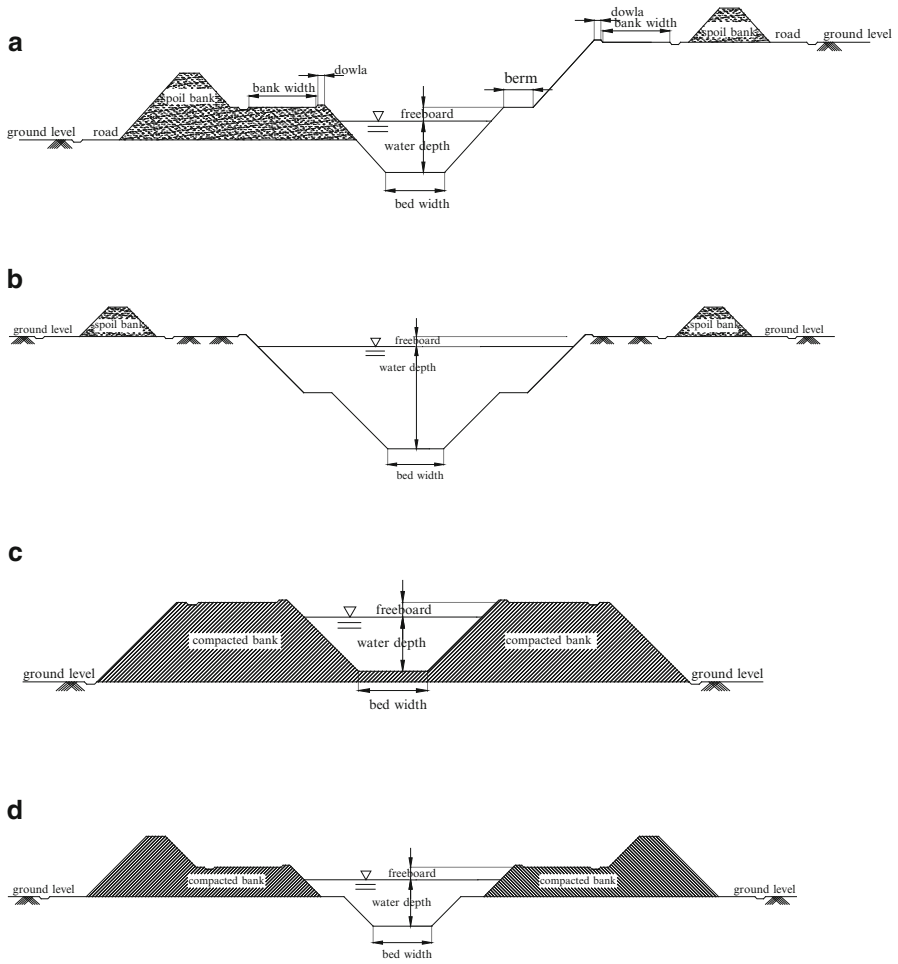 a
dowla
bank width
spoil bank
road
ground level
dowla
bank width
spoil bank
berm
freeboard
ground level
road
water depth
bed width
b
ground level
spoil bank
freeboard
spoil bank
ground level
water depth
bed width
c
freeboard
compacted bank
water depth
compacted bank
ground level
ground level
bed width
d
freeboard
compacted bank
compacted bank
ground level
ground level
water depth
bed width